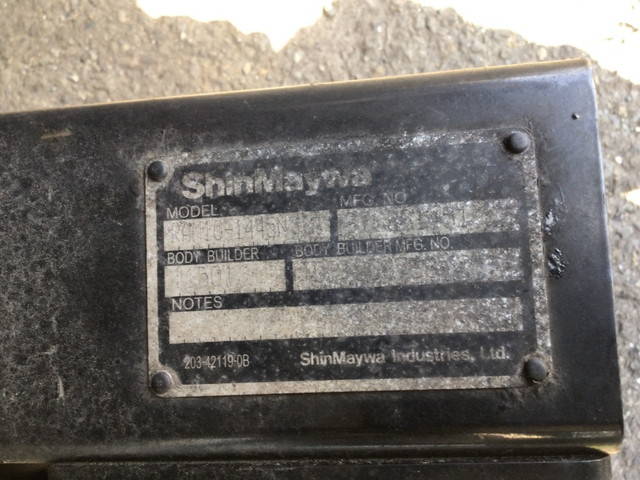 ShinMaywa
MODEL MFG. NO
BODY BUILDER BODY BUILDER MFG. NO.
NOTES
203-42119-0B ShinMaywa Industries, Ltd.